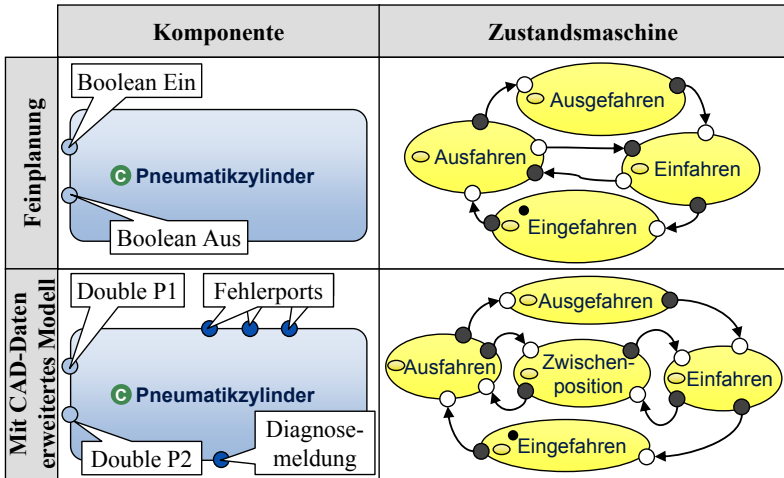 Komponente
Zustandsmaschine
Feinplanung
Boolean Ein
C Pneumatikzylinder
Boolean Aus
Ausgefahren
Ausfahren
Einfahren
Eingefahren
Mit CAD-Daten
erweitertes Modell
Double P1
Fehlerports
C Pneumatikzylinder
Double P2
Diagnose-
meldung
Ausgefahren
Ausfahren
Zwischen-
position
Einfahren
Eingefahren